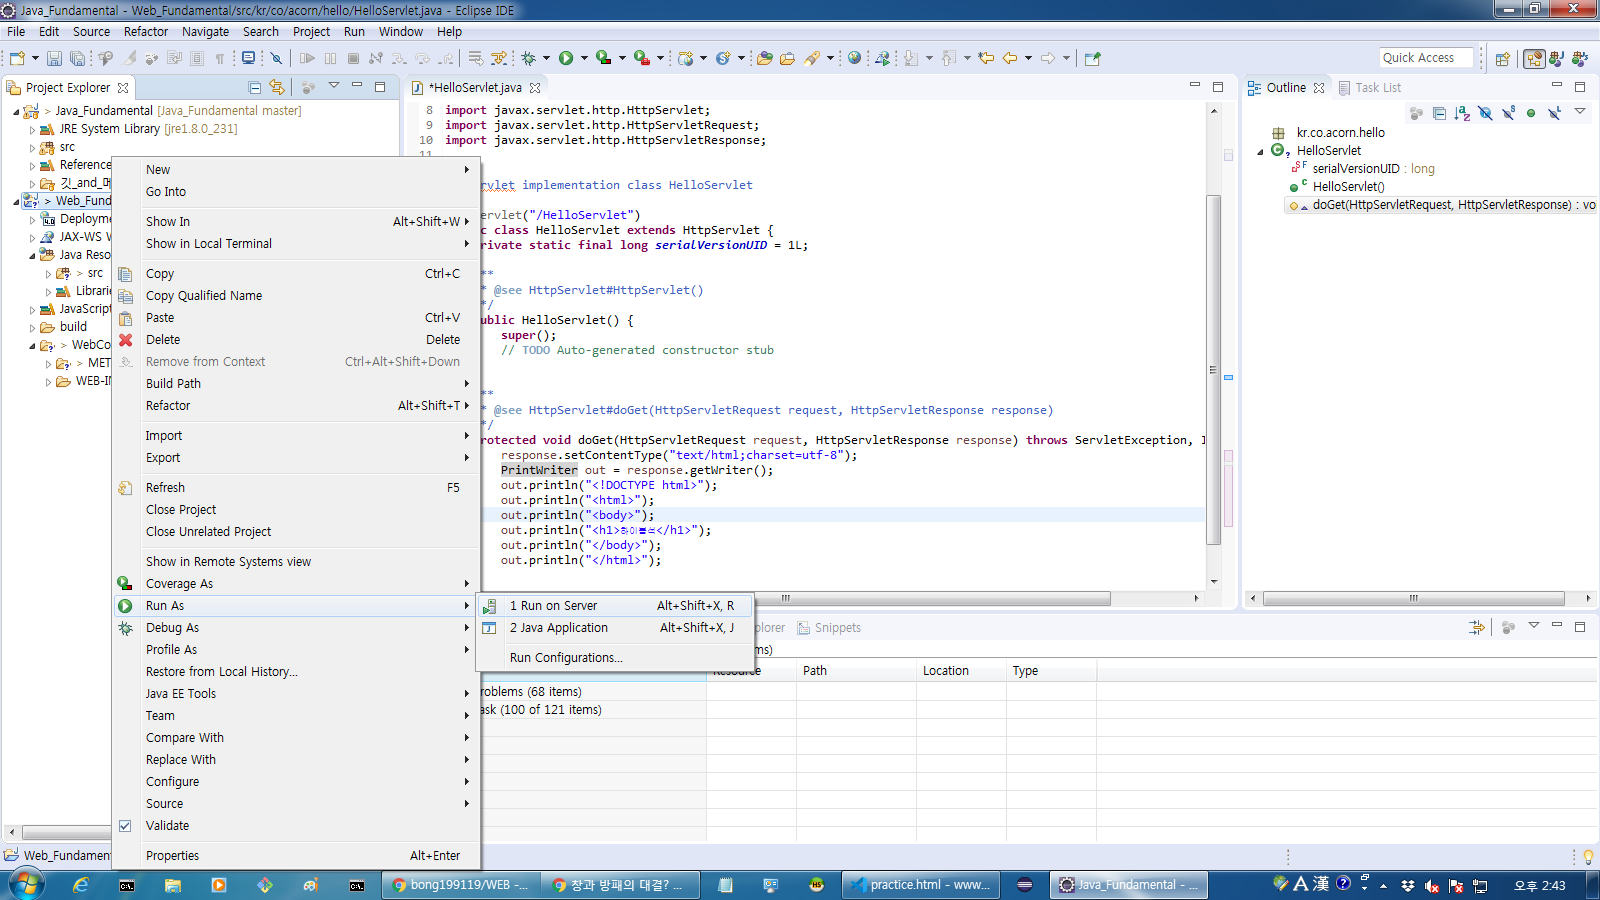 Java_Fundamental - Web_Fundamental/src/kr/co/acorn/hello/HelloServlet.java - Eclipse IDE
File Edit Source Refactor Navigate Search Project Run Window Help
Quick Access
Project Explorer
> Java_Fundamental [Java_Fundamental master]
JRE System Library [jre1.8.0_231]
src
Reference
깃_and_
> Web_Fund
Deployme
JAX-WS W
Java Reso
> src
Librarie
JavaScript
build
> WebCo
> MET
WEB-IN
Web_Fundament
New
Go Into
Show In Alt+Shift+W
Show in Local Terminal
Copy Ctrl+C
Copy Qualified Name
Paste Ctrl+V
Delete Delete
Remove from Context Ctrl+Alt+Shift+Down
Build Path
Refactor Alt+Shift+T
Import
Export
Refresh F5
Close Project
Close Unrelated Project
Show in Remote Systems view
Coverage As
Run As
Debug As
Profile As
Restore from Local History...
Java EE Tools
Team
Compare With
Replace With
Configure
Source
Validate
Properties Alt+Enter
1 Run on Server Alt+Shift+X, R
2 Java Application Alt+Shift+X, J
Run Configurations...
*HelloServlet.java
8 import javax.servlet.http.HttpServlet;
9 import javax.servlet.http.HttpServletRequest;
10 import javax.servlet.http.HttpServletResponse;
11
rvlet implementation class HelloServlet
ervlet("/HelloServlet")
c class HelloServlet extends HttpServlet {
rivate static final long serialVersionUID = 1L;
**
* @see HttpServlet#HttpServlet()
*/
ublic HelloServlet() {
super();
// TODO Auto-generated constructor stub
**
* @see HttpServlet#doGet(HttpServletRequest request, HttpServletResponse response)
*/
rotected void doGet(HttpServletRequest request, HttpServletResponse response) throws ServletException, I
response.setContentType("text/html;charset=utf-8");
PrintWriter out = response.getWriter();
out.println("<!DOCTYPE html>");
out.println("<html>");
out.println("<body>");
out.println("<h1>하이봉석</h1>");
out.println("</body>");
out.println("</html>");
Outline Task List
kr.co.acorn.hello
HelloServlet
serialVersionUID : long
HelloServlet()
doGet(HttpServletRequest, HttpServletResponse) : vo
plorer Snippets
ms)
Resource Path Location Type
roblems (68 items)
ask (100 of 121 items)
bong199119/WEB -...
창과 방패의 대결? ...
practice.html - www...
Java_Fundamental - ...
A 漢
오후 2:43